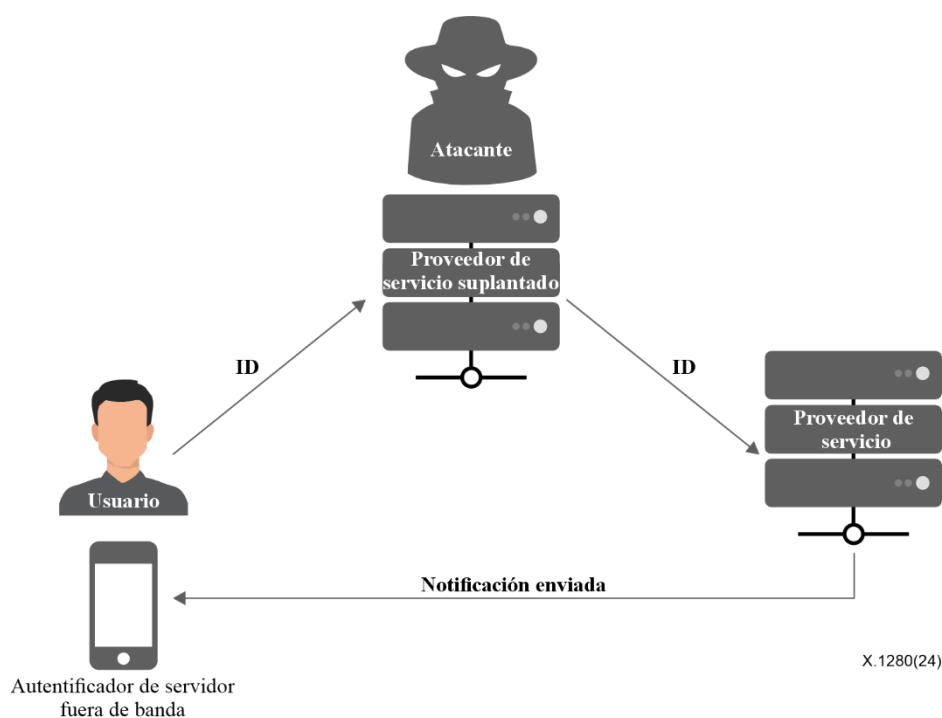 Atacante
Proveedor de
servicio suplantado
ID
ID
Proveedor de
servicio
Usuario
Notificación enviada
X.1280(24)
Autentificador de servidor
fuera de banda